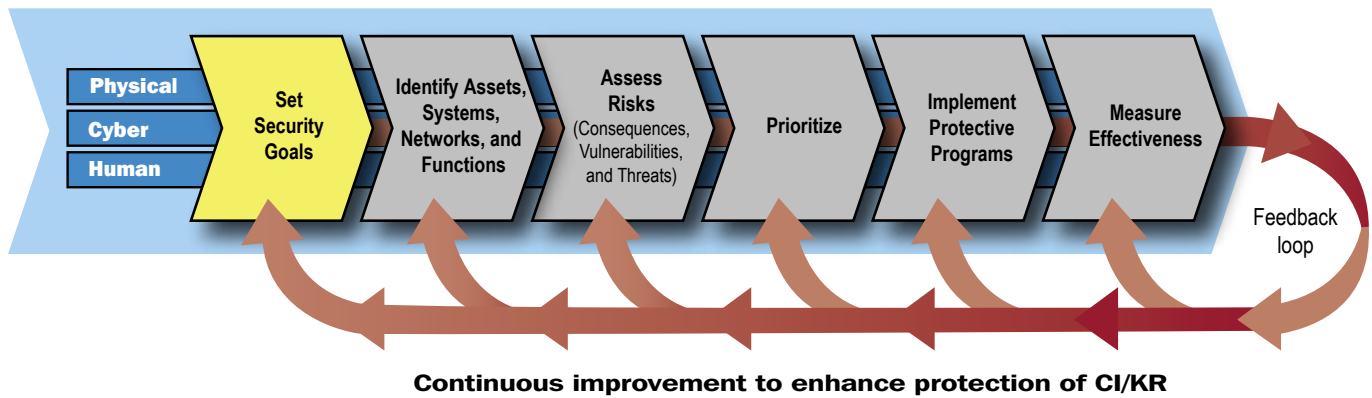 Physical
Cyber
Human
Set
Security
Goals
Identify Assets,
Systems,
Networks, and
Functions
Assess
Risks
(Consequences,
Vulnerabilities,
and Threats)
Prioritize
Implement
Protective
Programs
Measure
Effectiveness
Feedback
loop
Continuous improvement to enhance protection of CI/KR